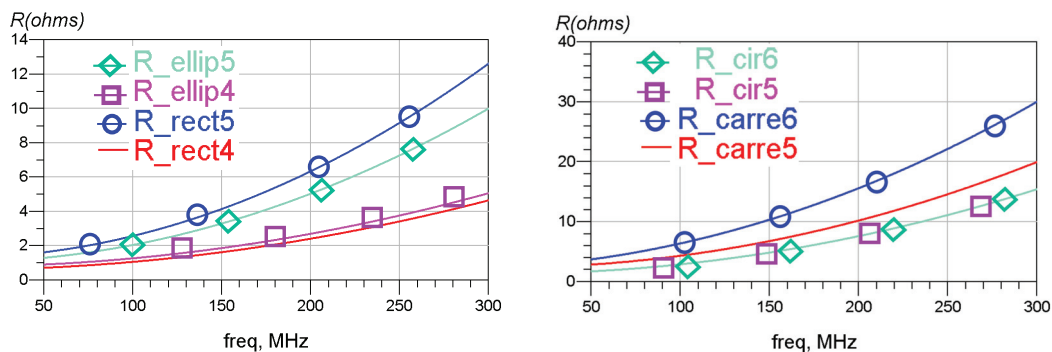 R(ohms)
14
12
10
8
6
4
2
0
R_ellip5
R_ellip4
R_rect5
R_rect4
50 100 150 200 250 300
freq, MHz
R(ohms)
40
30
20
10
0
R_cir6
R_cir5
R_carre6
R_carre5
50 100 150 200 250 300
freq, MHz